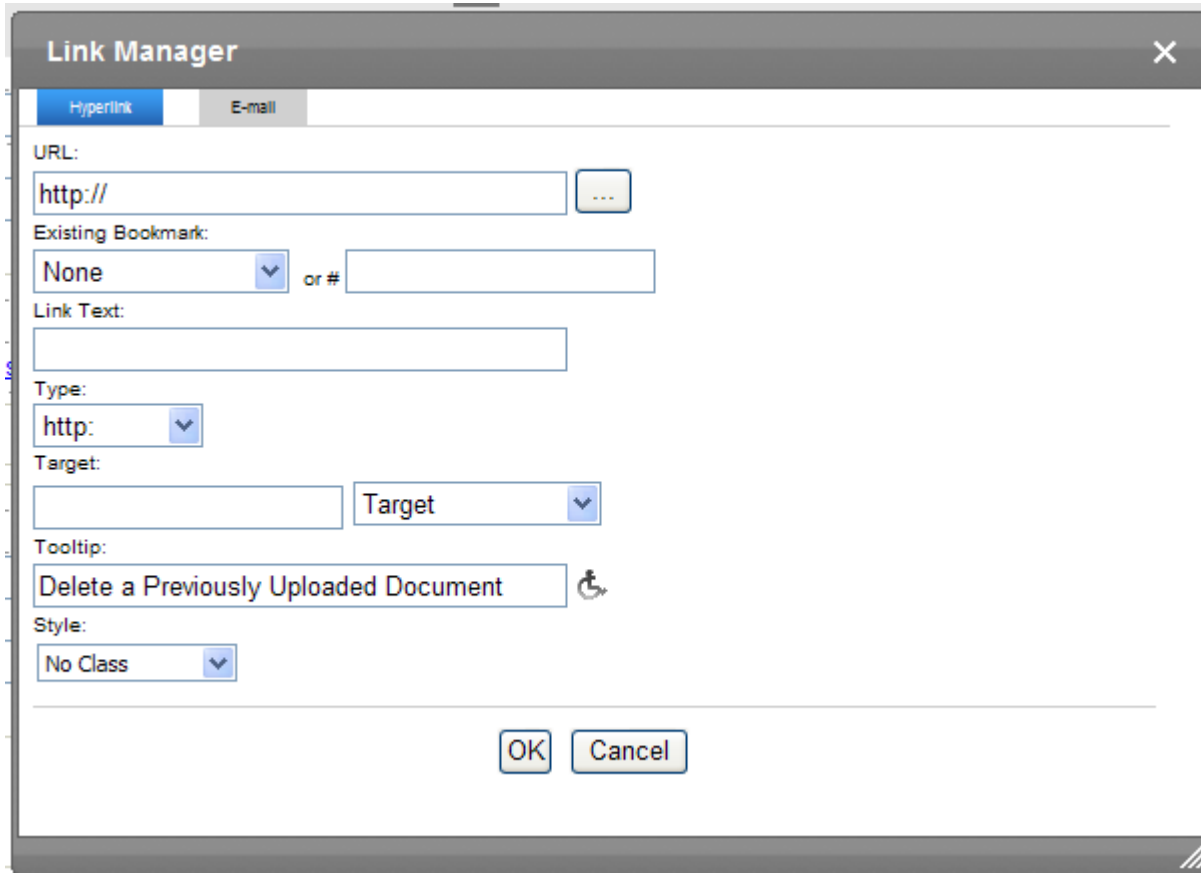 Link Manager
Hyperlink E-mail
URL:
http:// ...
Existing Bookmark:
None or #
Link Text:
Type:
http:
Target:
Target
Tooltip:
Delete a Previously Uploaded Document
Style:
No Class
OK Cancel